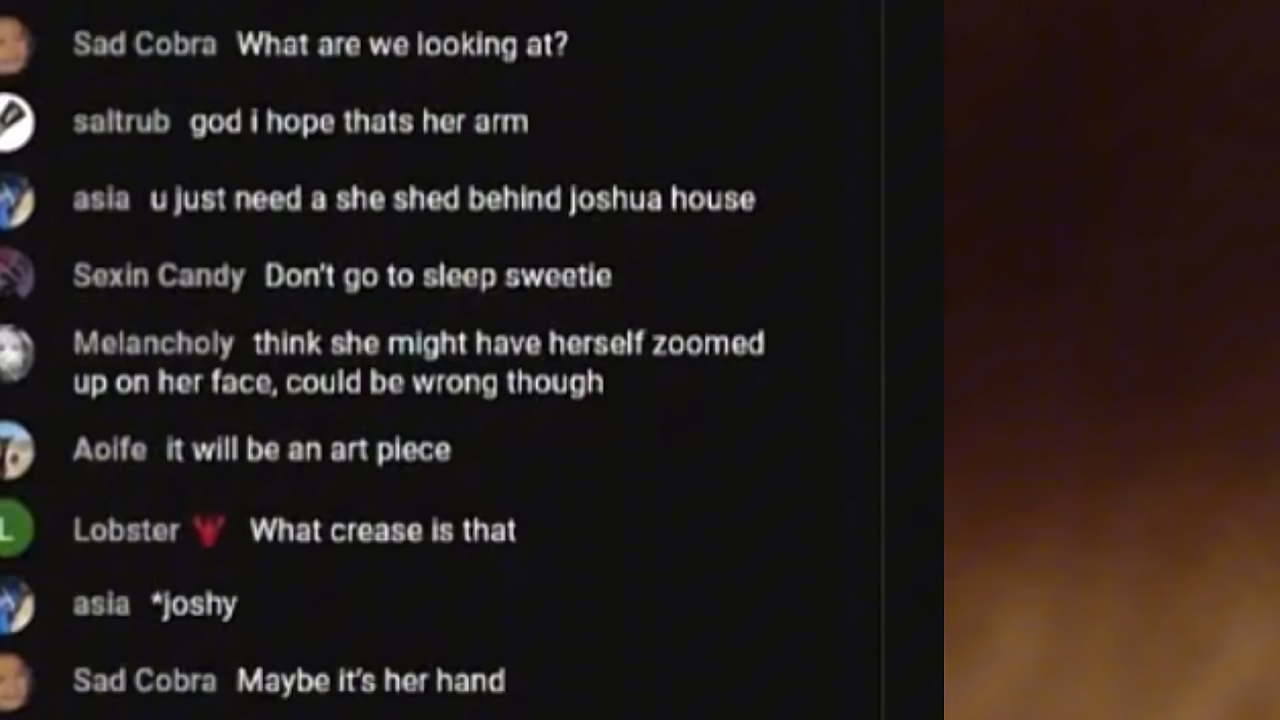 Sad Cobra What are we looking at?
saltrub god i hope thats her arm
asia u just need a she shed behind joshua house
Sexin Candy Don't go to sleep sweetie
Melancholy think she might have herself zoomed
up on her face, could be wrong though
Aoife it will be an art piece
L Lobster What crease is that
asia *joshy
Sad Cobra Maybe it's her hand